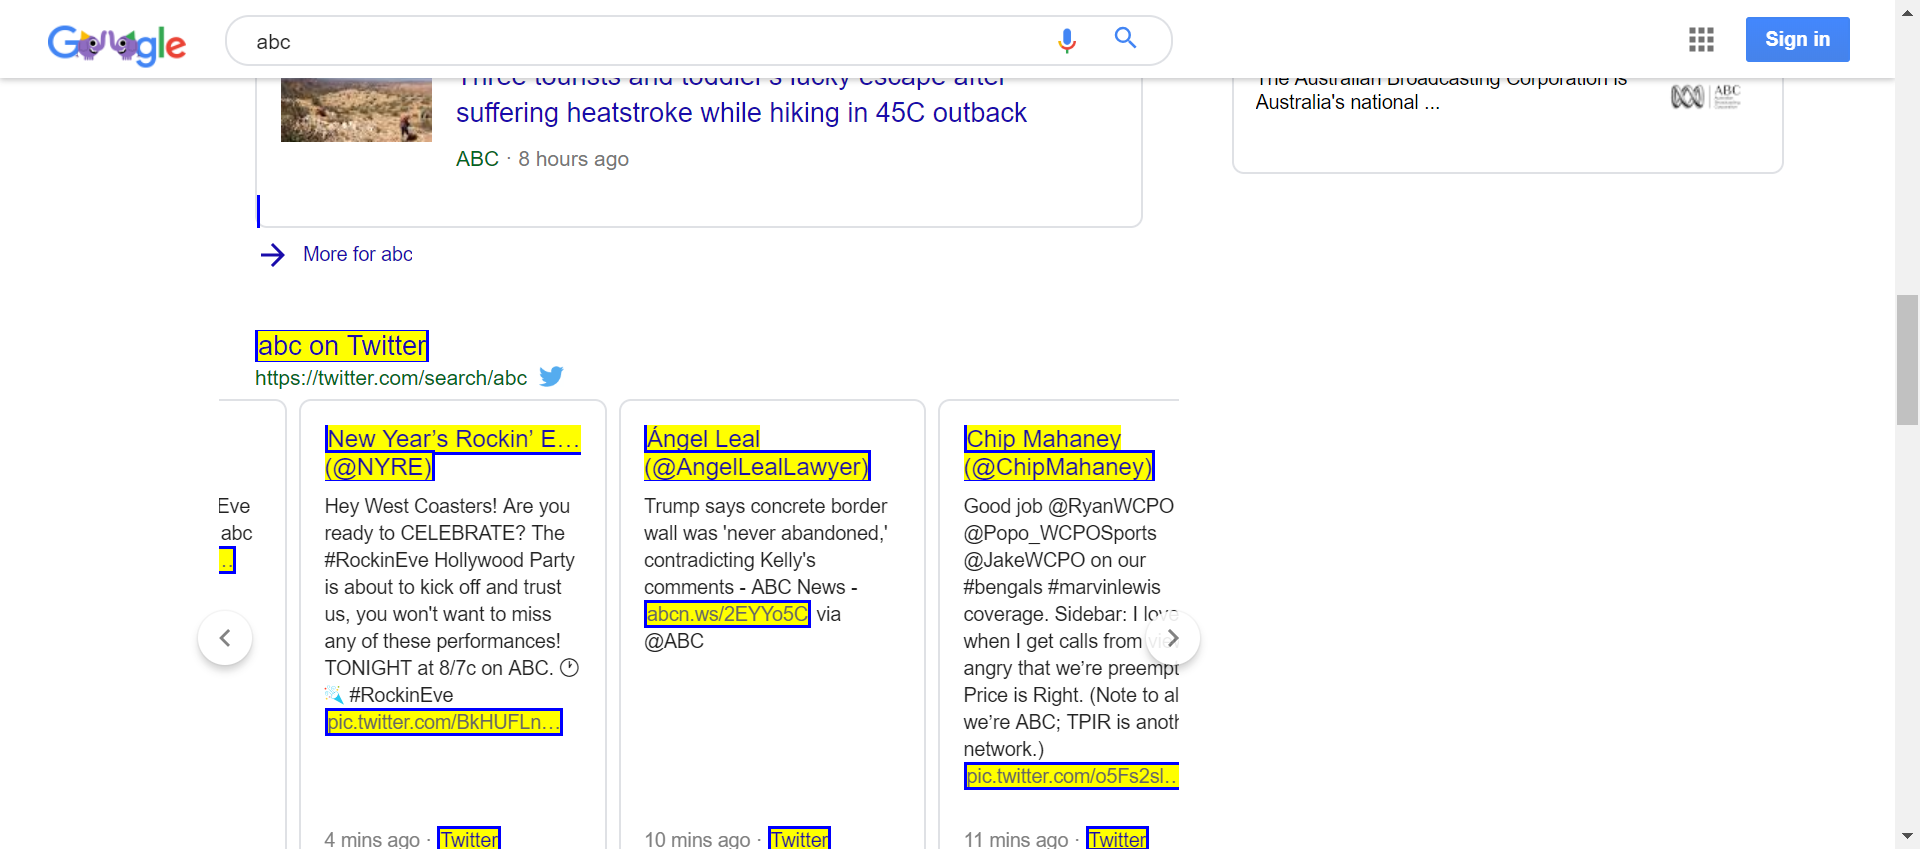 Google
abc
Sign in
Three tourists and toddler's lucky escape after
suffering heatstroke while hiking in 45C outback
ABC · 8 hours ago
The Australian Broadcasting Corporation is
Australia's national ...
ABC
More for abc
abc on Twitter
https://twitter.com/search/abc
Eve
abc
...
New Year’s Rockin’ E…
(@NYRE)
Hey West Coasters! Are you
ready to CELEBRATE? The
#RockinEve Hollywood Party
is about to kick off and trust
us, you won't want to miss
any of these performances!
TONIGHT at 8/7c on ABC. 🕐
#RockinEve
pic.twitter.com/BkHUFLn…
4 mins ago · Twitter
Ángel Leal
(@AngelLealLawyer)
Trump says concrete border
wall was 'never abandoned,'
contradicting Kelly's
comments - ABC News -
abcn.ws/2EYYo5C via
@ABC
10 mins ago · Twitter
Chip Mahaney
(@ChipMahaney)
Good job @RyanWCPO
@Popo_WCPOSports
@JakeWCPO on our
#bengals #marvinlewis
coverage. Sidebar: I love
when I get calls from
angry that we’re preempt
Price is Right. (Note to al
we’re ABC; TPIR is anoth
network.)
pic.twitter.com/o5Fs2sl…
11 mins ago · Twitter